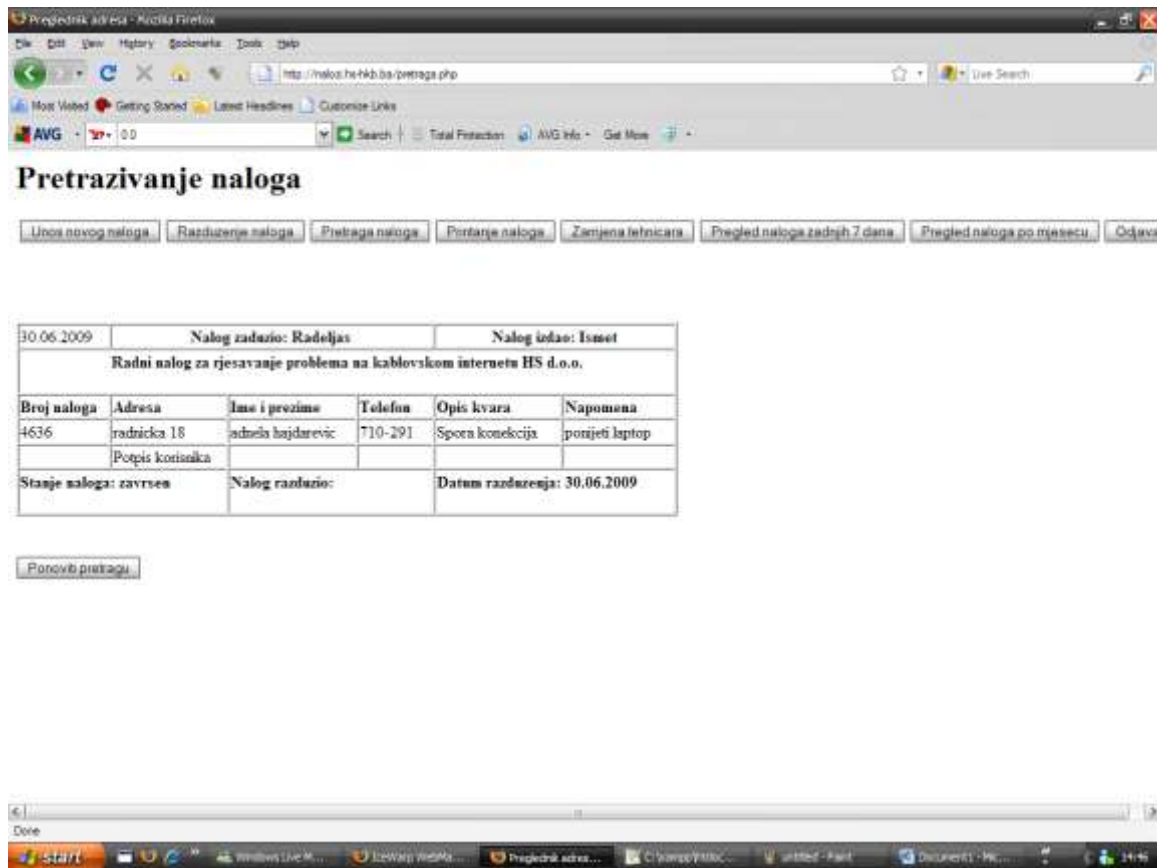 Preglednik adresa - Mozilla Firefox
File Edit View History Bookmarks Tools Help
http://nalozi.hs-hkb.ba/pretraga.php Live Search
Most Visited Getting Started Latest Headlines Customize Links
AVG Search Total Protection AVG Info Get More
Pretrazivanje naloga
Unos novog naloga Razduzenje naloga Pretraga naloga Printanje naloga Zamjena tehnicara Pregled naloga zadnjih 7 dana Pregled naloga po mjesecu Odjava
30.06.2009 Nalog zaduzio: Radeljas Nalog izdao: Ismet
Radni nalog za rjesavanje problema na kablovskom internetu HS d.o.o.
Broj naloga Adresa Ime i prezime Telefon Opis kvara Napomena
4636 radnicka 18 adnela hajdarevic 710-291 Spora konekcija ponijeti laptop
Potpis korisnika
Stanje naloga: zavrsen Nalog razduzio: Datum razduzenja: 30.06.2009
Ponoviti pretragu
Done
start Windows Live M... IceWarp WebMa... Preglednik adres... untitled - Paint Document1 - Mic...